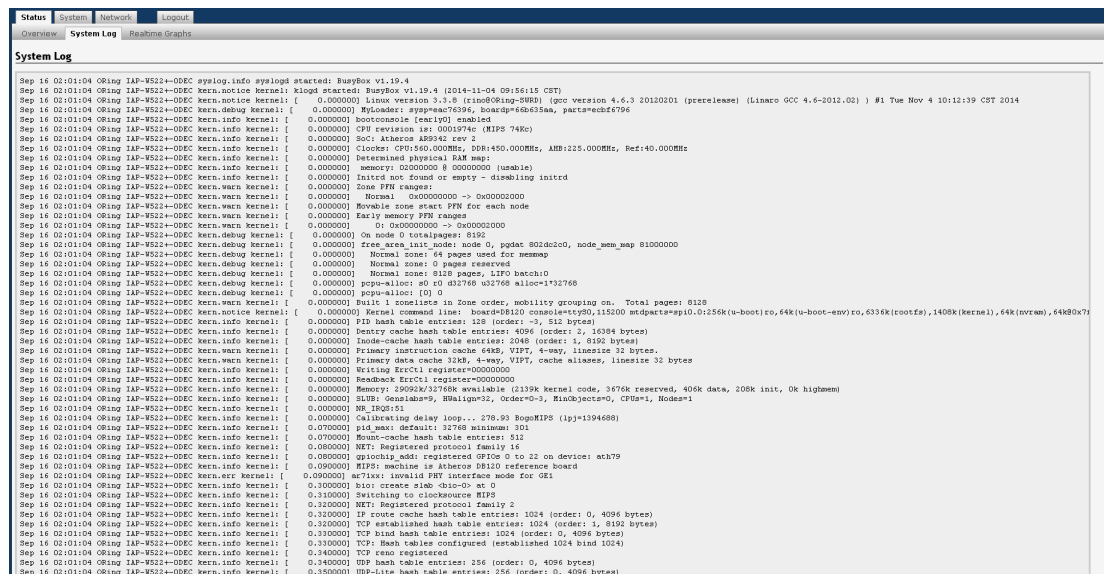 Status System Network Logout
Overview System Log Realtime Graphs
System Log
Sep 16 02:01:04 ORing IAP-W522+-ODEC syslog.info syslogd started: BusyBox v1.19.4
Sep 16 02:01:04 ORing IAP-W522+-ODEC kern.notice kernel: klogd started: BusyBox v1.19.4 (2014-11-04 09:56:15 CST)
Sep 16 02:01:04 ORing IAP-W522+-ODEC kern.notice kernel: [    0.000000] Linux version 3.3.8 (rino@ORing-SWRD) (gcc version 4.6.3 20120201 (prerelease) (Linaro GCC 4.6-2012.02) ) #1 Tue Nov 4 10:12:39 CST 2014
Sep 16 02:01:04 ORing IAP-W522+-ODEC kern.debug kernel: [    0.000000] MyLoader: sysp=eac76396, boardp=66b635aa, parts=ecbf6796
Sep 16 02:01:04 ORing IAP-W522+-ODEC kern.info kernel: [    0.000000] bootconsole [early0] enabled
Sep 16 02:01:04 ORing IAP-W522+-ODEC kern.info kernel: [    0.000000] CPU revision is: 0001974c (MIPS 74Kc)
Sep 16 02:01:04 ORing IAP-W522+-ODEC kern.info kernel: [    0.000000] SoC: Atheros AR9342 rev 2
Sep 16 02:01:04 ORing IAP-W522+-ODEC kern.info kernel: [    0.000000] Clocks: CPU:560.000MHz, DDR:450.000MHz, AHB:225.000MHz, Ref:40.000MHz
Sep 16 02:01:04 ORing IAP-W522+-ODEC kern.info kernel: [    0.000000] Determined physical RAM map:
Sep 16 02:01:04 ORing IAP-W522+-ODEC kern.info kernel: [    0.000000]  memory: 02000000 @ 00000000 (usable)
Sep 16 02:01:04 ORing IAP-W522+-ODEC kern.info kernel: [    0.000000] Initrd not found or empty - disabling initrd
Sep 16 02:01:04 ORing IAP-W522+-ODEC kern.warn kernel: [    0.000000] Zone PFN ranges:
Sep 16 02:01:04 ORing IAP-W522+-ODEC kern.warn kernel: [    0.000000]   Normal   0x00000000 -> 0x00002000
Sep 16 02:01:04 ORing IAP-W522+-ODEC kern.warn kernel: [    0.000000] Movable zone start PFN for each node
Sep 16 02:01:04 ORing IAP-W522+-ODEC kern.warn kernel: [    0.000000] Early memory PFN ranges
Sep 16 02:01:04 ORing IAP-W522+-ODEC kern.warn kernel: [    0.000000]     0: 0x00000000 -> 0x00002000
Sep 16 02:01:04 ORing IAP-W522+-ODEC kern.debug kernel: [    0.000000] On node 0 totalpages: 8192
Sep 16 02:01:04 ORing IAP-W522+-ODEC kern.debug kernel: [    0.000000] free_area_init_node: node 0, pgdat 802dc2c0, node_mem_map 81000000
Sep 16 02:01:04 ORing IAP-W522+-ODEC kern.debug kernel: [    0.000000]   Normal zone: 64 pages used for memmap
Sep 16 02:01:04 ORing IAP-W522+-ODEC kern.debug kernel: [    0.000000]   Normal zone: 0 pages reserved
Sep 16 02:01:04 ORing IAP-W522+-ODEC kern.debug kernel: [    0.000000]   Normal zone: 8128 pages, LIFO batch:0
Sep 16 02:01:04 ORing IAP-W522+-ODEC kern.debug kernel: [    0.000000] pcpu-alloc: s0 r0 d32768 u32768 alloc=1*32768
Sep 16 02:01:04 ORing IAP-W522+-ODEC kern.debug kernel: [    0.000000] pcpu-alloc: [0] 0
Sep 16 02:01:04 ORing IAP-W522+-ODEC kern.warn kernel: [    0.000000] Built 1 zonelists in Zone order, mobility grouping on.  Total pages: 8128
Sep 16 02:01:04 ORing IAP-W522+-ODEC kern.notice kernel: [    0.000000] Kernel command line:  board=DB120 console=ttyS0,115200 mtdparts=spi0.0:256k(u-boot)ro,64k(u-boot-env)ro,6336k(rootfs),1408k(kernel),64k(nvram),64k@0x7
Sep 16 02:01:04 ORing IAP-W522+-ODEC kern.info kernel: [    0.000000] PID hash table entries: 128 (order: -3, 512 bytes)
Sep 16 02:01:04 ORing IAP-W522+-ODEC kern.info kernel: [    0.000000] Dentry cache hash table entries: 4096 (order: 2, 16384 bytes)
Sep 16 02:01:04 ORing IAP-W522+-ODEC kern.info kernel: [    0.000000] Inode-cache hash table entries: 2048 (order: 1, 8192 bytes)
Sep 16 02:01:04 ORing IAP-W522+-ODEC kern.warn kernel: [    0.000000] Primary instruction cache 64kB, VIPT, 4-way, linesize 32 bytes.
Sep 16 02:01:04 ORing IAP-W522+-ODEC kern.warn kernel: [    0.000000] Primary data cache 32kB, 4-way, VIPT, cache aliases, linesize 32 bytes
Sep 16 02:01:04 ORing IAP-W522+-ODEC kern.info kernel: [    0.000000] Writing ErrCtl register=00000000
Sep 16 02:01:04 ORing IAP-W522+-ODEC kern.info kernel: [    0.000000] Readback ErrCtl register=00000000
Sep 16 02:01:04 ORing IAP-W522+-ODEC kern.info kernel: [    0.000000] Memory: 29092k/32768k available (2139k kernel code, 3676k reserved, 406k data, 208k init, 0k highmem)
Sep 16 02:01:04 ORing IAP-W522+-ODEC kern.info kernel: [    0.000000] SLUB: Genslabs=9, HWalign=32, Order=0-3, MinObjects=0, CPUs=1, Nodes=1
Sep 16 02:01:04 ORing IAP-W522+-ODEC kern.info kernel: [    0.000000] NR_IRQS:51
Sep 16 02:01:04 ORing IAP-W522+-ODEC kern.info kernel: [    0.000000] Calibrating delay loop... 278.93 BogoMIPS (lpj=1394688)
Sep 16 02:01:04 ORing IAP-W522+-ODEC kern.info kernel: [    0.070000] pid_max: default: 32768 minimum: 301
Sep 16 02:01:04 ORing IAP-W522+-ODEC kern.info kernel: [    0.070000] Mount-cache hash table entries: 512
Sep 16 02:01:04 ORing IAP-W522+-ODEC kern.info kernel: [    0.080000] NET: Registered protocol family 16
Sep 16 02:01:04 ORing IAP-W522+-ODEC kern.info kernel: [    0.080000] gpiochip_add: registered GPIOs 0 to 22 on device: ath79
Sep 16 02:01:04 ORing IAP-W522+-ODEC kern.info kernel: [    0.090000] MIPS: machine is Atheros DB120 reference board
Sep 16 02:01:04 ORing IAP-W522+-ODEC kern.err kernel: [    0.090000] ar71xx: invalid PHY interface mode for GE1
Sep 16 02:01:04 ORing IAP-W522+-ODEC kern.info kernel: [    0.300000] bio: create slab <bio-0> at 0
Sep 16 02:01:04 ORing IAP-W522+-ODEC kern.info kernel: [    0.310000] Switching to clocksource MIPS
Sep 16 02:01:04 ORing IAP-W522+-ODEC kern.info kernel: [    0.320000] NET: Registered protocol family 2
Sep 16 02:01:04 ORing IAP-W522+-ODEC kern.info kernel: [    0.320000] IP route cache hash table entries: 1024 (order: 0, 4096 bytes)
Sep 16 02:01:04 ORing IAP-W522+-ODEC kern.info kernel: [    0.320000] TCP established hash table entries: 1024 (order: 1, 8192 bytes)
Sep 16 02:01:04 ORing IAP-W522+-ODEC kern.info kernel: [    0.330000] TCP bind hash table entries: 1024 (order: 0, 4096 bytes)
Sep 16 02:01:04 ORing IAP-W522+-ODEC kern.info kernel: [    0.330000] TCP: Hash tables configured (established 1024 bind 1024)
Sep 16 02:01:04 ORing IAP-W522+-ODEC kern.info kernel: [    0.340000] TCP reno registered
Sep 16 02:01:04 ORing IAP-W522+-ODEC kern.info kernel: [    0.340000] UDP hash table entries: 256 (order: 0, 4096 bytes)
Sep 16 02:01:04 ORing IAP-W522+-ODEC kern.info kernel: [    0.350000] UDP-Lite hash table entries: 256 (order: 0, 4096 bytes)